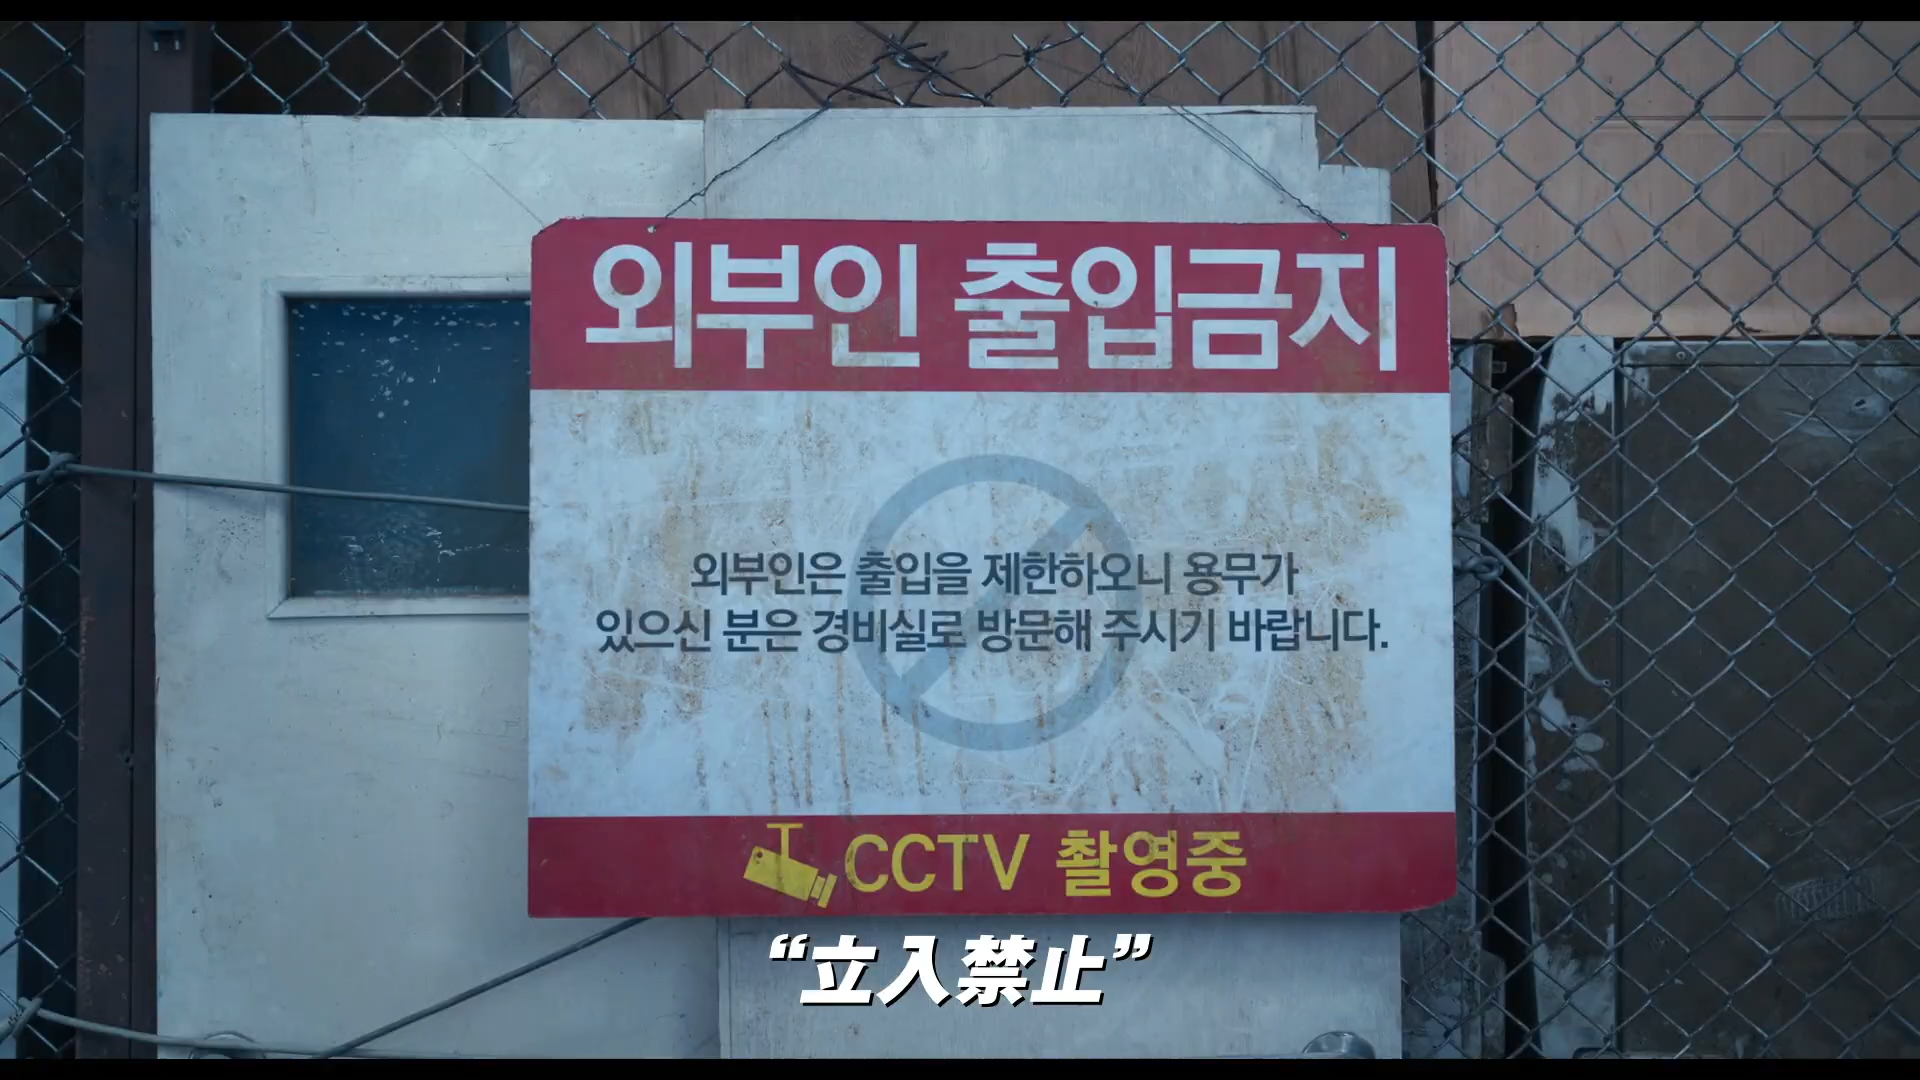 외부인 출입금지
외부인은 출입을 제한하오니 용무가
있으신 분은 경비실로 방문해 주시기 바랍니다.
CCTV 촬영중
“立入禁止”